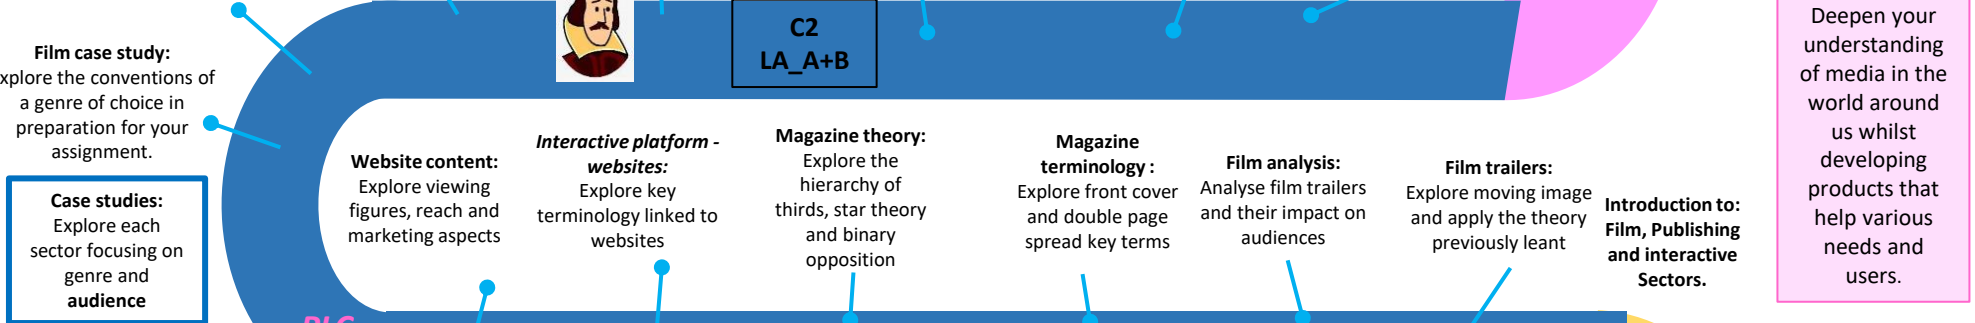 C2
LA_A+B
Film case study:
xplore the conventions of
a genre of choice in
preparation for your
assignment.
Case studies:
Explore each
sector focusing on
genre and
audience
Website content:
Explore viewing
figures, reach and
marketing aspects
Interactive platform -
websites:
Explore key
terminology linked to
websites
Magazine theory:
Explore the
hierarchy of
thirds, star theory
and binary
opposition
Magazine
terminology :
Explore front cover
and double page
spread key terms
Film analysis:
Analyse film trailers
and their impact on
audiences
Film trailers:
Explore moving image
and apply the theory
previously leant
Introduction to:
Film, Publishing
and interactive
Sectors.
Deepen your
understanding
of media in the
world around
us whilst
developing
products that
help various
needs and
users.